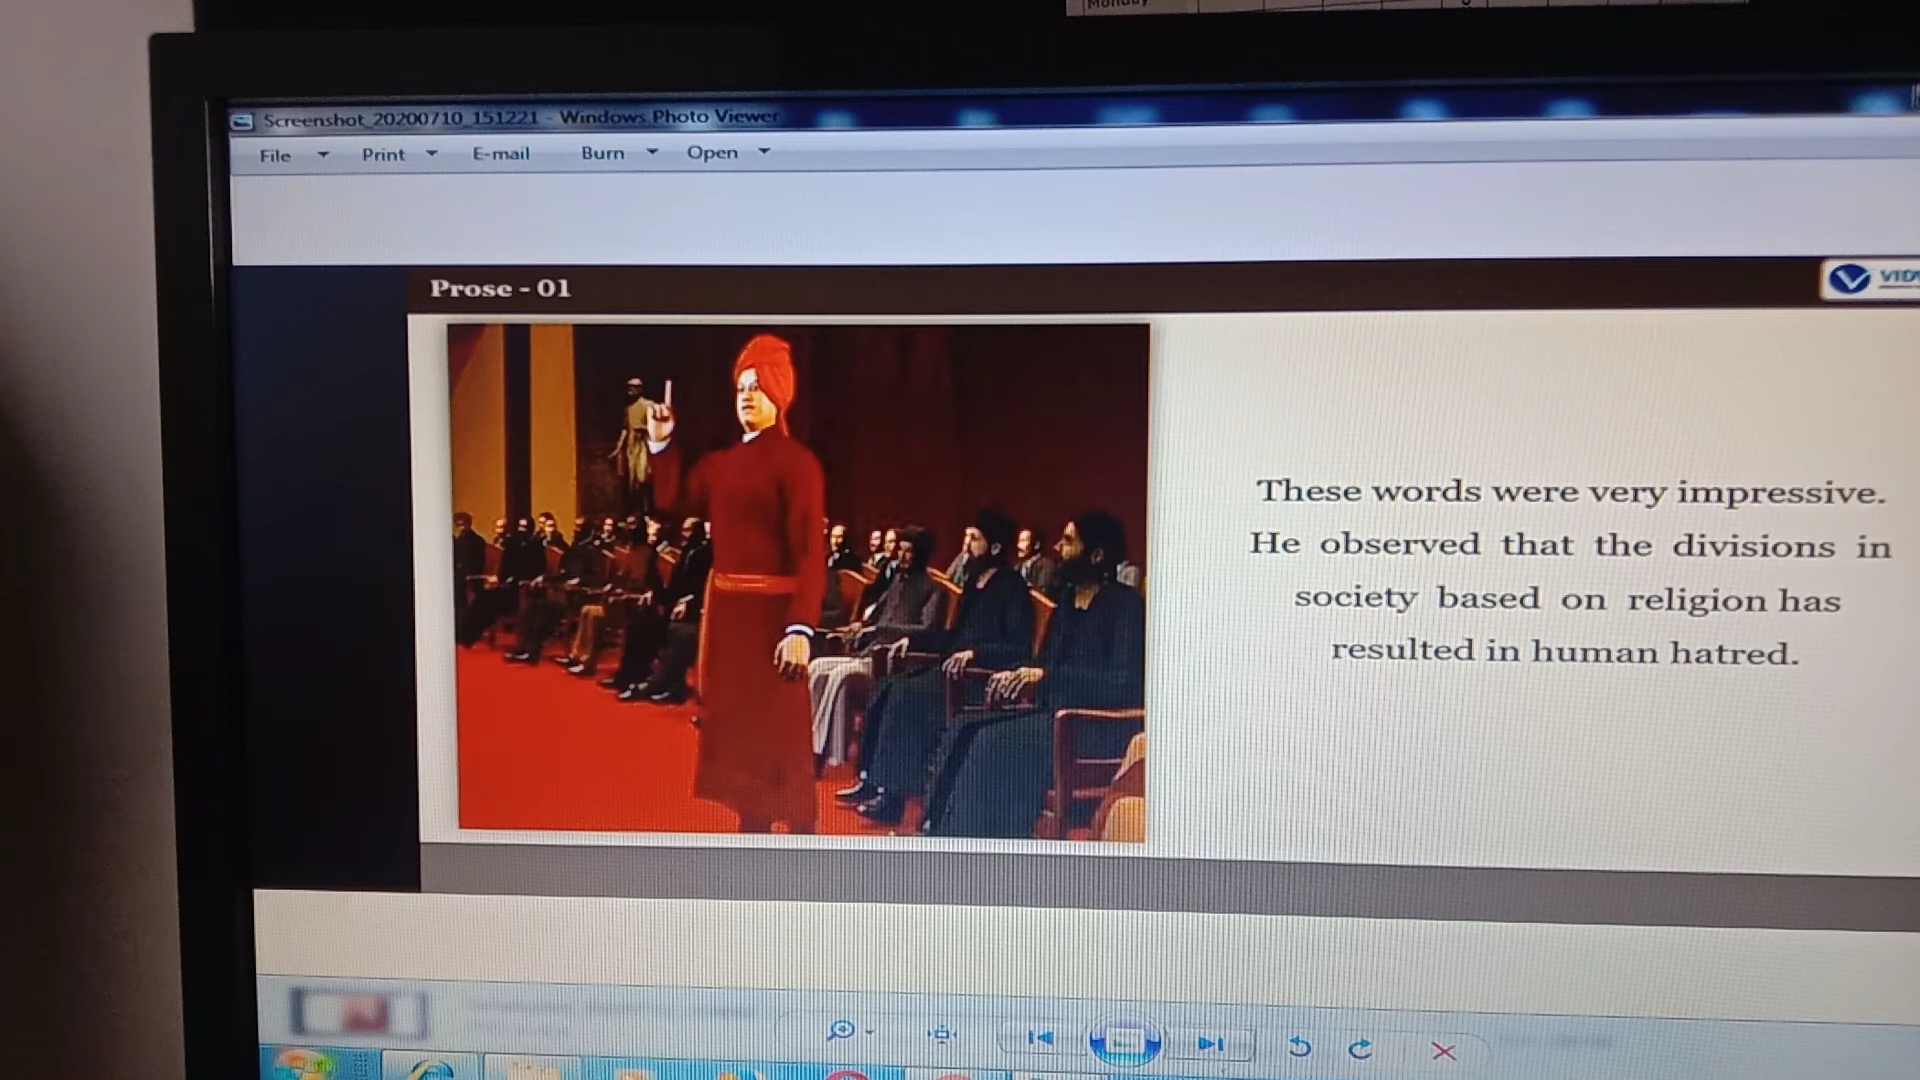 Monday
Screenshot_20200710_151221 - Windows Photo Viewer
File Print E-mail Burn Open
Prose - 01
These words were very impressive.
He observed that the divisions in
society based on religion has
resulted in human hatred.